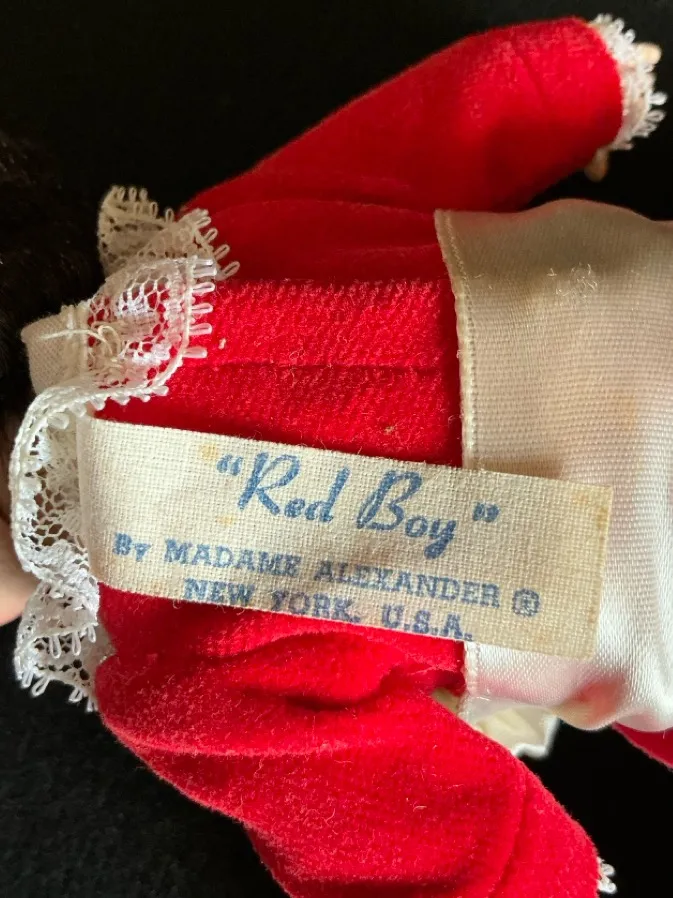 "Red Boy"
By MADAME ALEXANDER ®
NEW YORK, U.S.A.